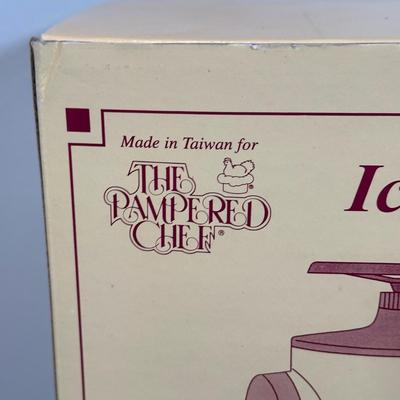 Made in Taiwan for
THE
PAMPERED
CHEF®
Ic